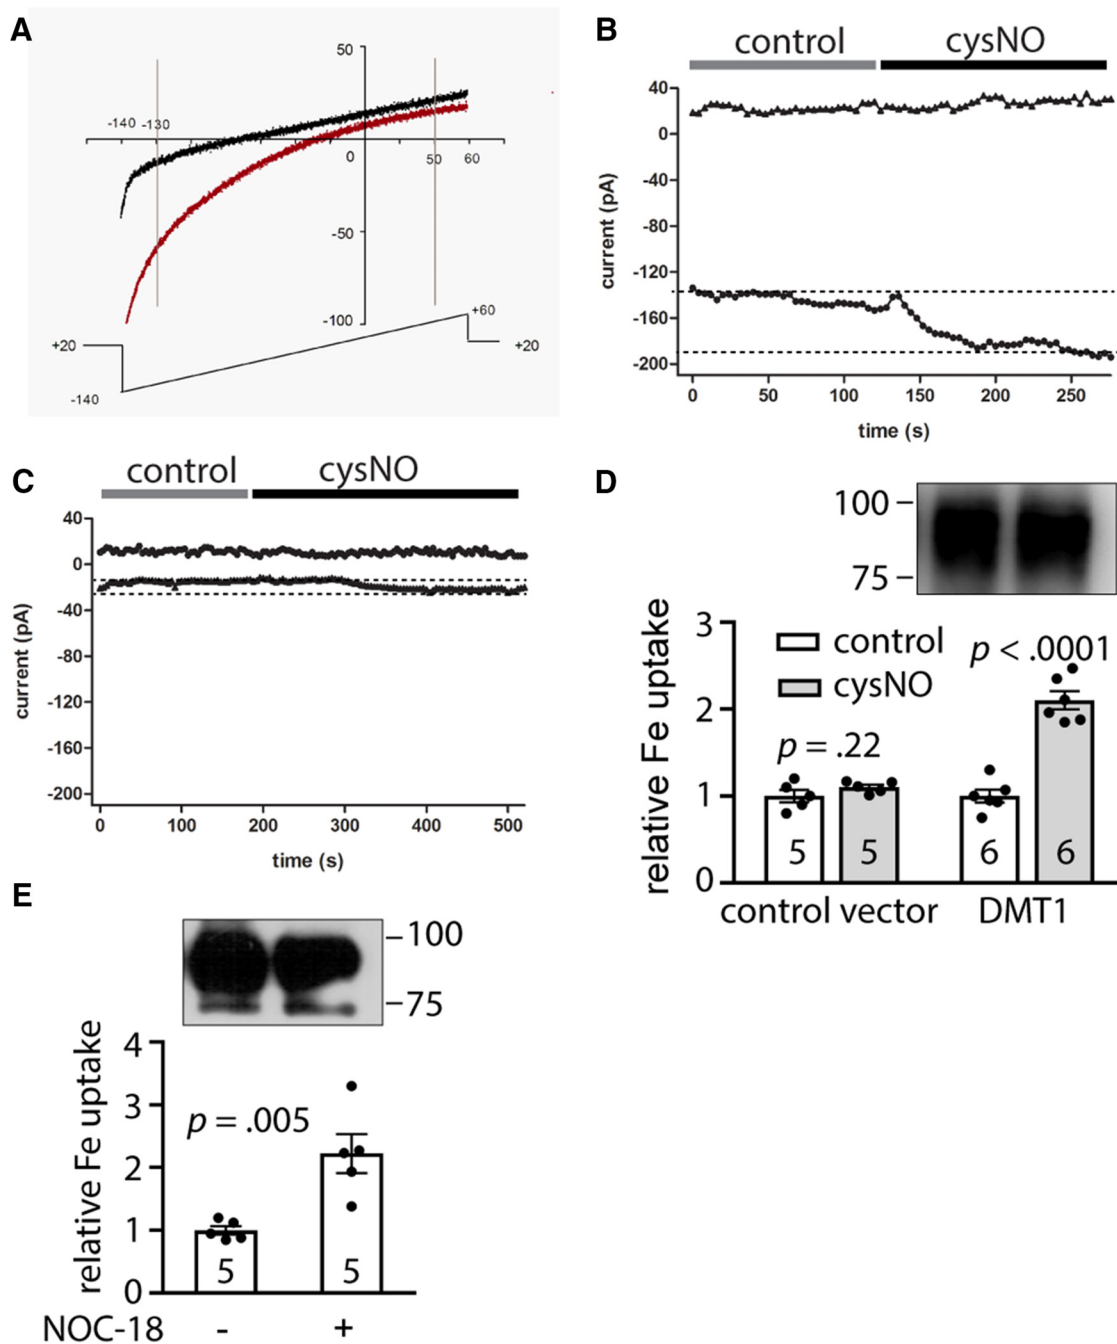 A
50
-140 -130
0
50
60
-50
-100
+60
+20
+20
-140
B
control
cysNO
40
0
-40
-80
-120
-160
-200
current (pA)
0
50
100
150
200
250
time (s)
C
control
cysNO
40
0
-40
-80
-120
-160
-200
current (pA)
0
100
200
300
400
500
time (s)
D
100
75
3
2
1
0
relative Fe uptake
control
cysNO
p = .22
p < .0001
5
5
6
6
control vector
DMT1
E
100
75
4
3
2
1
0
relative Fe uptake
p = .005
5
5
NOC-18
-
+